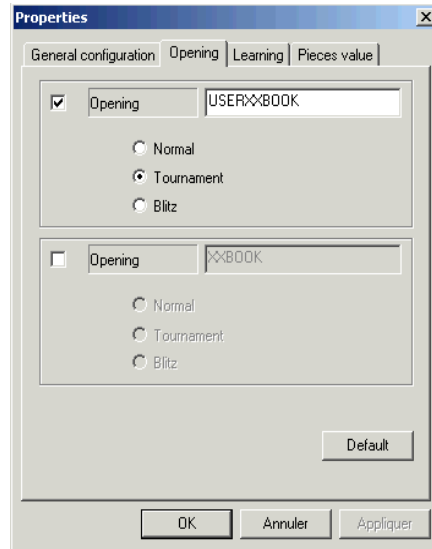 Properties
General configuration Opening Learning Pieces value
Opening USERXXBOOK
Normal
Tournament
Blitz
Opening XXBOOK
Normal
Tournament
Blitz
Default
OK Annuler Appliquer